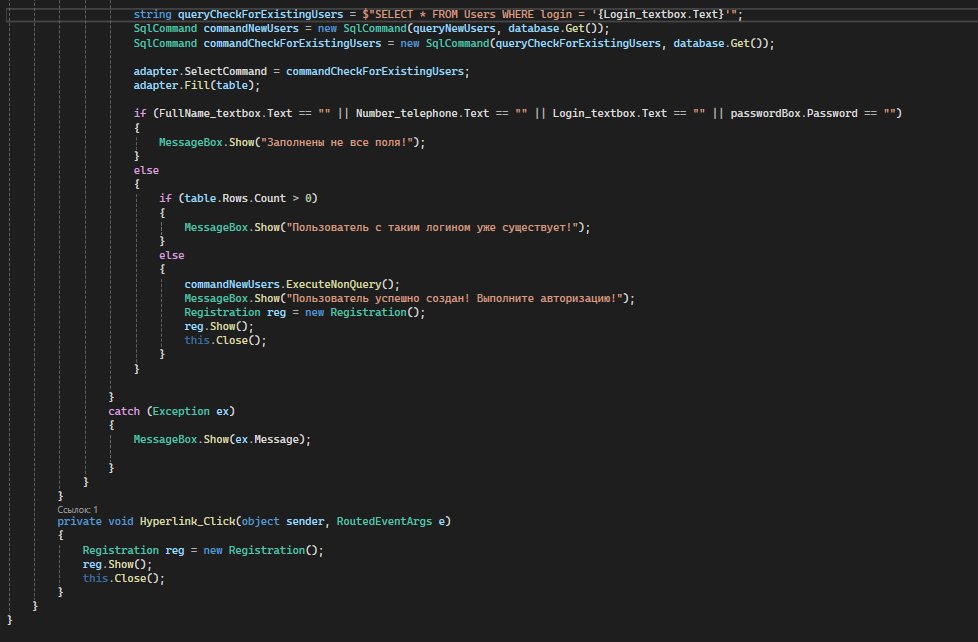 string queryCheckForExistingUsers = $"SELECT * FROM Users WHERE login = '{Login_textbox.Text}'";
SqlCommand commandNewUsers = new SqlCommand(queryNewUsers, database.Get());
SqlCommand commandCheckForExistingUsers = new SqlCommand(queryCheckForExistingUsers, database.Get());
adapter.SelectCommand = commandCheckForExistingUsers;
adapter.Fill(table);
if (FullName_textbox.Text == "" || Number_telephone.Text == "" || Login_textbox.Text == "" || passwordBox.Password == "")
{
MessageBox.Show("Заполнены не все поля!");
}
else
{
if (table.Rows.Count > 0)
{
MessageBox.Show("Пользователь с таким логином уже существует!");
}
else
{
commandNewUsers.ExecuteNonQuery();
MessageBox.Show("Пользователь успешно создан! Выполните авторизацию!");
Registration reg = new Registration();
reg.Show();
this.Close();
}
}
}
catch (Exception ex)
{
MessageBox.Show(ex.Message);
}
}
}
Ссылок: 1
private void Hyperlink_Click(object sender, RoutedEventArgs e)
{
Registration reg = new Registration();
reg.Show();
this.Close();
}
}
}